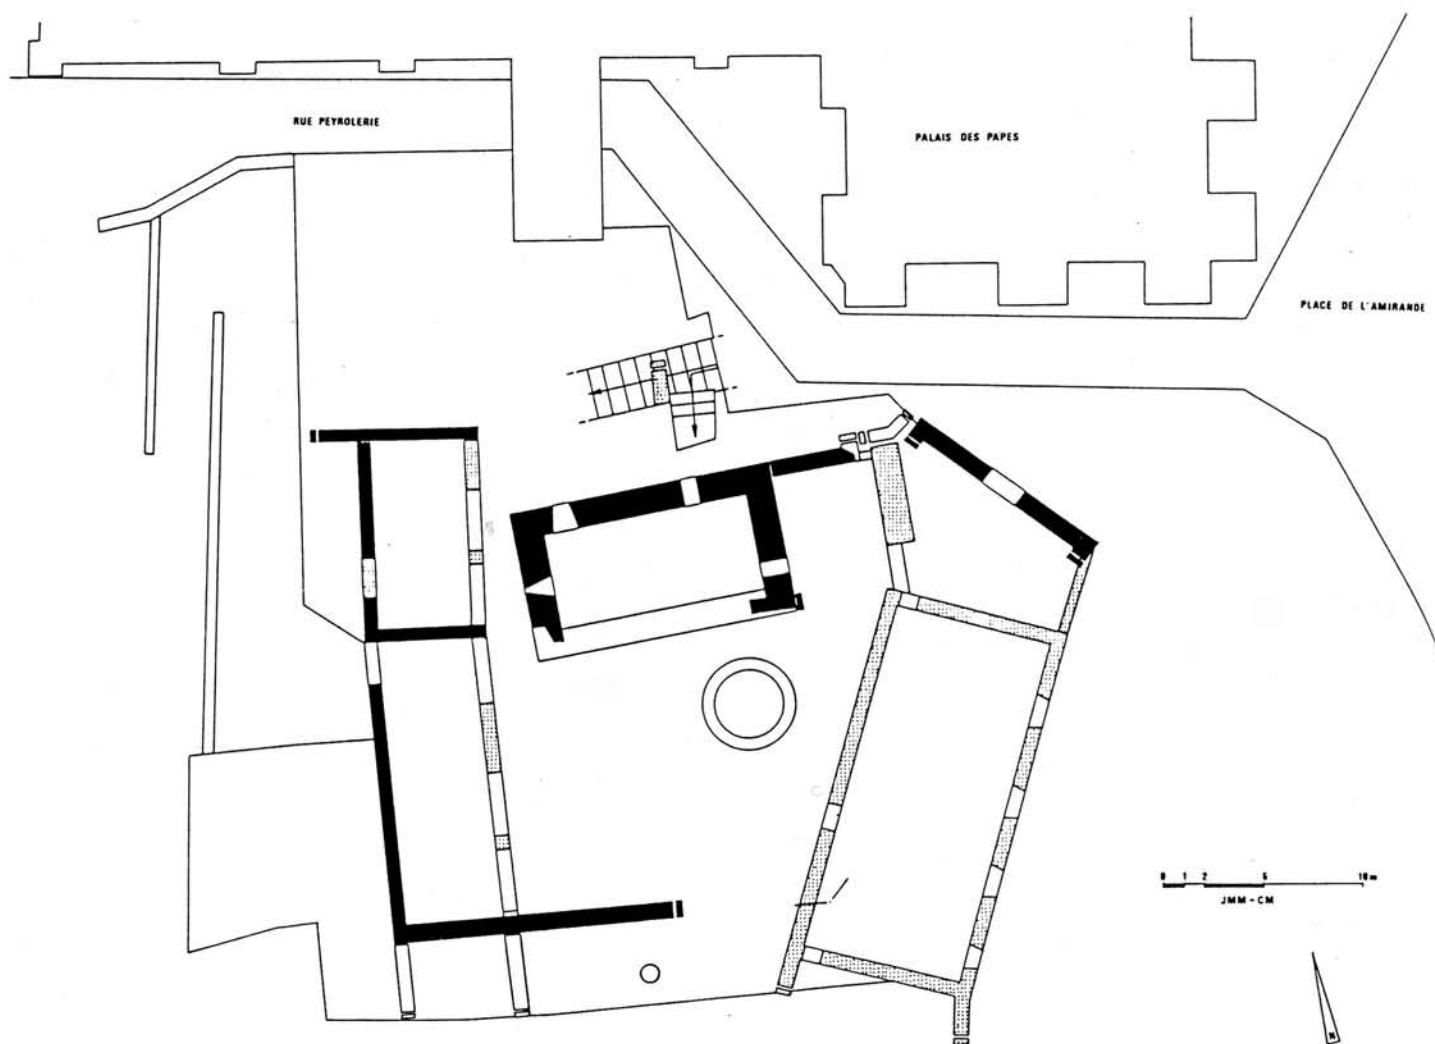 RUE PEYROLERIE
PALAIS DES PAPES
PLACE DE L'AMIRANDE
0 1 2 5 10 m
JMM-CM
N